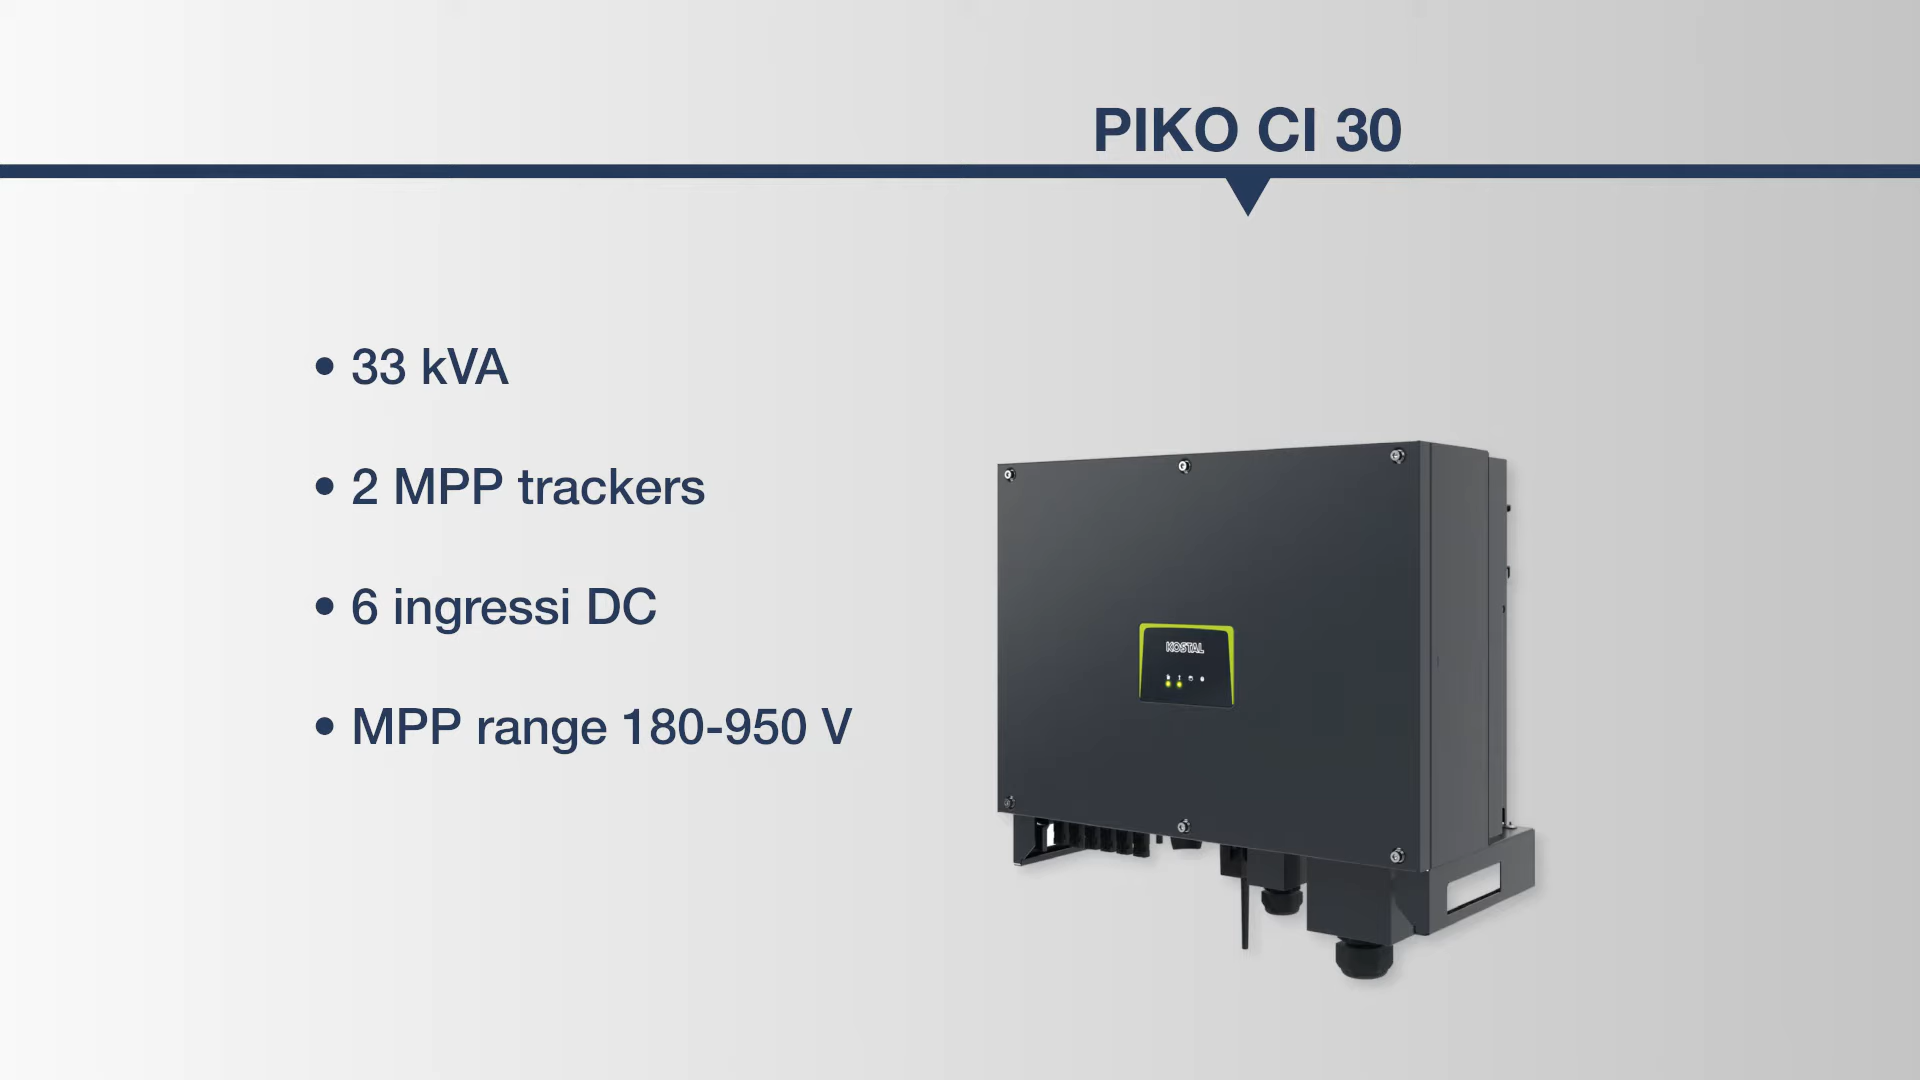 PIKO CI 30
• 33 kVA
• 2 MPP trackers
• 6 ingressi DC
• MPP range 180-950 V
KOSTAL